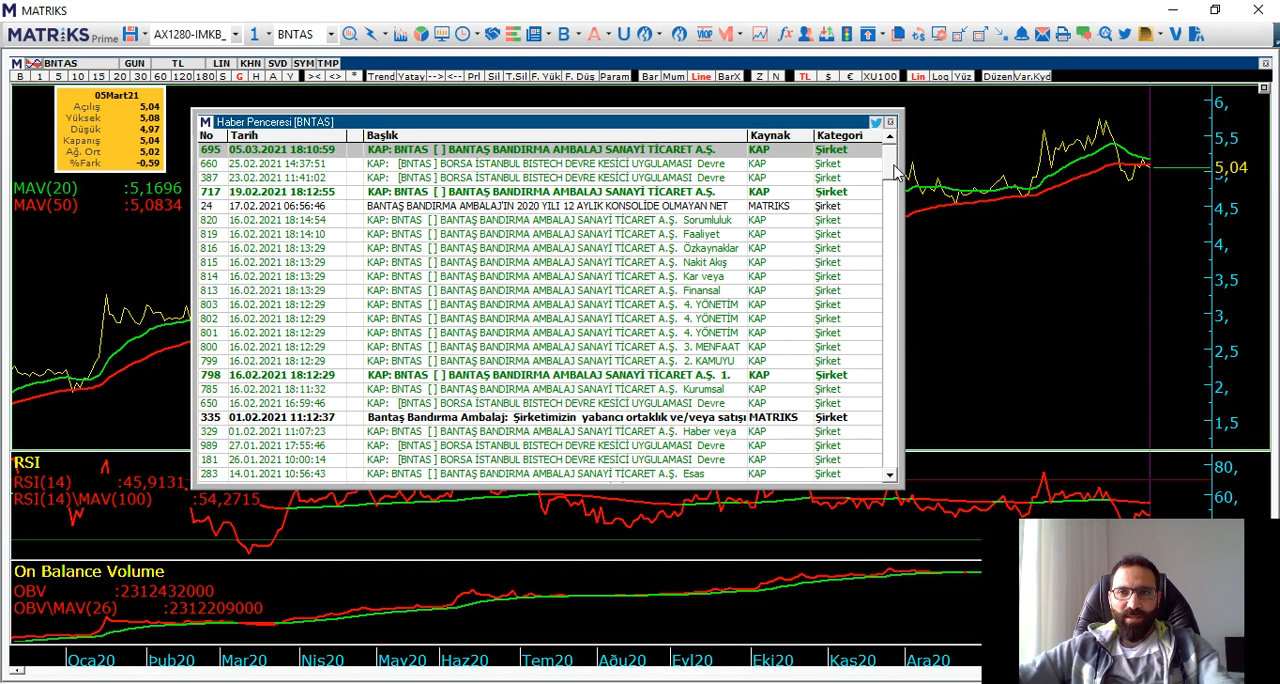 MATRIKS
MATRİKS Prime AX1280-IMKB_ 1 BNTAS B A U VIOP M fx V
M BNTAS GUN TL LIN KHN SVD SYM TMP
B 1 5 10 15 20 30 60 120 180 S G H A Y >< <> * Trend Yatay --> <-- Prl Sil T.Sil F. Yük F. Düş Param Bar Mum Line BarX Z N TL $ € XU100 Lin Log Yüz Düzen Var.Kyd
05Mart21
Açılış 5,04
Yüksek 5,08
Düşük 4,97
Kapanış 5,04
Ağ. Ort 5,02
%Fark -0,59
MAV(20) :5,1696
MAV(50) :5,0834
M Haber Penceresi [BNTAS]
No Tarih Başlık Kaynak Kategori
695 05.03.2021 18:10:59 KAP: BNTAS [ ] BANTAŞ BANDIRMA AMBALAJ SANAYİ TİCARET A.Ş. KAP Şirket
660 25.02.2021 14:37:51 KAP: [BNTAS ] BORSA İSTANBUL BISTECH DEVRE KESİCİ UYGULAMASI Devre KAP Şirket
387 23.02.2021 11:41:02 KAP: [BNTAS ] BORSA İSTANBUL BISTECH DEVRE KESİCİ UYGULAMASI Devre KAP Şirket
717 19.02.2021 18:12:55 KAP: BNTAS [ ] BANTAŞ BANDIRMA AMBALAJ SANAYİ TİCARET A.Ş. KAP Şirket
24 17.02.2021 06:56:46 BANTAŞ BANDIRMA AMBALAJ'IN 2020 YILI 12 AYLIK KONSOLİDE OLMAYAN NET MATRIKS Şirket
820 16.02.2021 18:14:54 KAP: BNTAS [ ] BANTAŞ BANDIRMA AMBALAJ SANAYİ TİCARET A.Ş. Sorumluluk KAP Şirket
819 16.02.2021 18:14:10 KAP: BNTAS [ ] BANTAŞ BANDIRMA AMBALAJ SANAYİ TİCARET A.Ş. Faaliyet KAP Şirket
816 16.02.2021 18:13:29 KAP: BNTAS [ ] BANTAŞ BANDIRMA AMBALAJ SANAYİ TİCARET A.Ş. Özkaynaklar KAP Şirket
815 16.02.2021 18:13:29 KAP: BNTAS [ ] BANTAŞ BANDIRMA AMBALAJ SANAYİ TİCARET A.Ş. Nakit Akış KAP Şirket
814 16.02.2021 18:13:29 KAP: BNTAS [ ] BANTAŞ BANDIRMA AMBALAJ SANAYİ TİCARET A.Ş. Kar veya KAP Şirket
813 16.02.2021 18:13:29 KAP: BNTAS [ ] BANTAŞ BANDIRMA AMBALAJ SANAYİ TİCARET A.Ş. Finansal KAP Şirket
803 16.02.2021 18:12:29 KAP: BNTAS [ ] BANTAŞ BANDIRMA AMBALAJ SANAYİ TİCARET A.Ş. 4. YÖNETİM KAP Şirket
802 16.02.2021 18:12:29 KAP: BNTAS [ ] BANTAŞ BANDIRMA AMBALAJ SANAYİ TİCARET A.Ş. 4. YÖNETİM KAP Şirket
801 16.02.2021 18:12:29 KAP: BNTAS [ ] BANTAŞ BANDIRMA AMBALAJ SANAYİ TİCARET A.Ş. 4. YÖNETİM KAP Şirket
800 16.02.2021 18:12:29 KAP: BNTAS [ ] BANTAŞ BANDIRMA AMBALAJ SANAYİ TİCARET A.Ş. 3. MENFAAT KAP Şirket
799 16.02.2021 18:12:29 KAP: BNTAS [ ] BANTAŞ BANDIRMA AMBALAJ SANAYİ TİCARET A.Ş. 2. KAMUYU KAP Şirket
798 16.02.2021 18:12:29 KAP: BNTAS [ ] BANTAŞ BANDIRMA AMBALAJ SANAYİ TİCARET A.Ş. 1. KAP Şirket
785 16.02.2021 18:11:32 KAP: BNTAS [ ] BANTAŞ BANDIRMA AMBALAJ SANAYİ TİCARET A.Ş. Kurumsal KAP Şirket
650 16.02.2021 16:59:46 KAP: [BNTAS ] BORSA İSTANBUL BISTECH DEVRE KESİCİ UYGULAMASI Devre KAP Şirket
335 01.02.2021 11:12:37 Bantaş Bandırma Ambalaj: Şirketimizin yabancı ortaklık ve/veya satışı MATRIKS Şirket
329 01.02.2021 11:07:23 KAP: BNTAS [ ] BANTAŞ BANDIRMA AMBALAJ SANAYİ TİCARET A.Ş. Haber veya KAP Şirket
989 27.01.2021 17:55:46 KAP: [BNTAS ] BORSA İSTANBUL BISTECH DEVRE KESİCİ UYGULAMASI Devre KAP Şirket
181 26.01.2021 10:00:14 KAP: [BNTAS ] BORSA İSTANBUL BISTECH DEVRE KESİCİ UYGULAMASI Devre KAP Şirket
283 14.01.2021 10:56:43 KAP: BNTAS [ ] BANTAŞ BANDIRMA AMBALAJ SANAYİ TİCARET A.Ş. Esas KAP Şirket
6,
5,5
5,04
4,5
4,
3,5
3,
2,5
2,
1,5
RSI
RSI(14) :45,9131
RSI(14)\MAV(100) :54,2715
80,
60,
On Balance Volume
OBV :2312432000
OBV\MAV(26) :2312209000
Oca20 Þub20 Mar20 Nis20 May20 Haz20 Tem20 Aðu20 Eyl20 Eki20 Kas20 Ara20